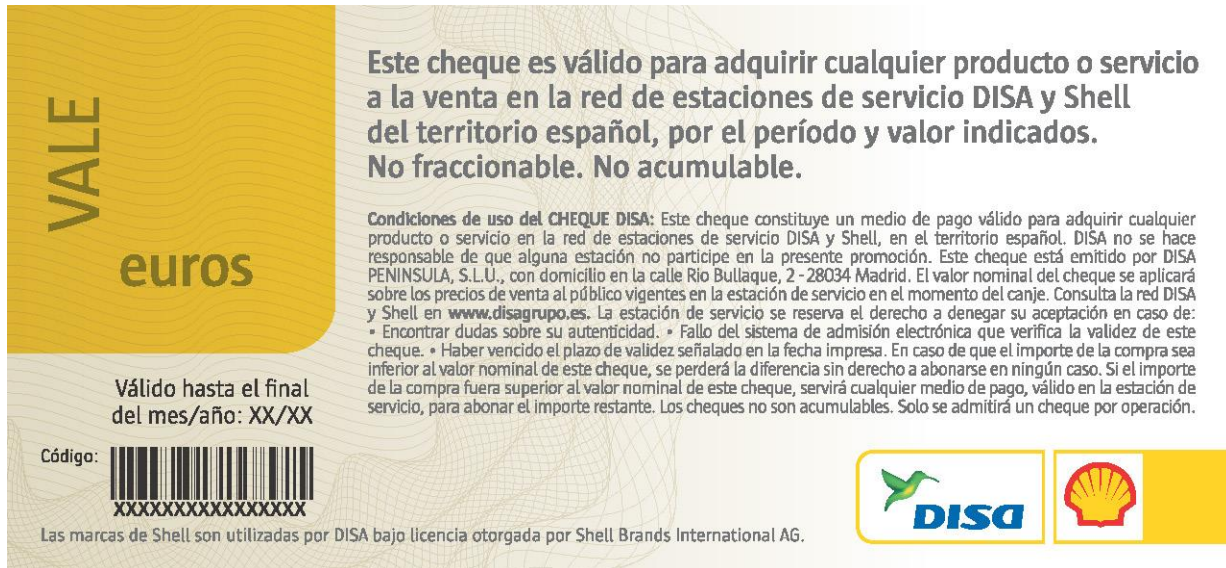 VALE
euros
Válido hasta el final
del mes/año: XX/XX
Código:
XXXXXXXXXXXXXXXX
Este cheque es válido para adquirir cualquier producto o servicio
a la venta en la red de estaciones de servicio DISA y Shell
del territorio español, por el período y valor indicados.
No fraccionable. No acumulable.
Condiciones de uso del CHEQUE DISA: Este cheque constituye un medio de pago válido para adquirir cualquier
producto o servicio en la red de estaciones de servicio DISA y Shell, en el territorio español. DISA no se hace
responsable de que alguna estación no participe en la presente promoción. Este cheque está emitido por DISA
PENINSULA, S.L.U., con domicilio en la calle Rio Bullaque, 2 - 28034 Madrid. El valor nominal del cheque se aplicará
sobre los precios de venta al público vigentes en la estación de servicio en el momento del canje. Consulta la red DISA
y Shell en www.disagrupo.es. La estación de servicio se reserva el derecho a denegar su aceptación en caso de:
• Encontrar dudas sobre su autenticidad. • Fallo del sistema de admisión electrónica que verifica la validez de este
cheque. • Haber vencido el plazo de validez señalado en la fecha impresa. En caso de que el importe de la compra sea
inferior al valor nominal de este cheque, se perderá la diferencia sin derecho a abonarse en ningún caso. Si el importe
de la compra fuera superior al valor nominal de este cheque, servirá cualquier medio de pago, válido en la estación de
servicio, para abonar el importe restante. Los cheques no son acumulables. Solo se admitirá un cheque por operación.
DISA
Las marcas de Shell son utilizadas por DISA bajo licencia otorgada por Shell Brands International AG.